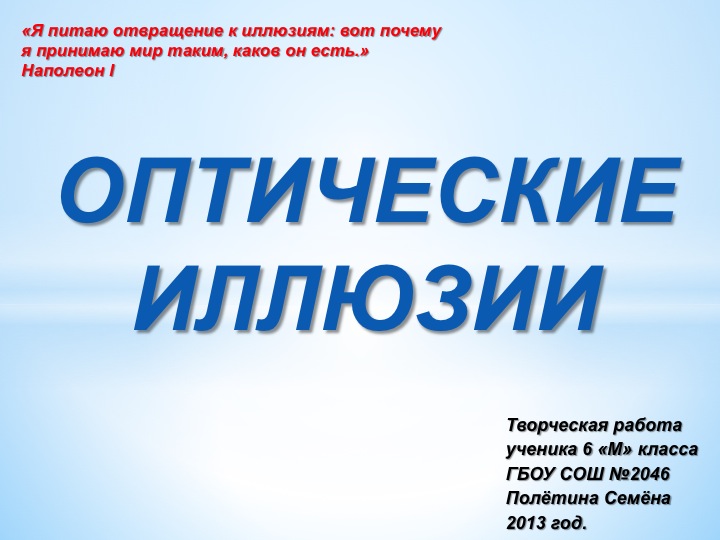 «Я питаю отвращение к иллюзиям: вот почему
я принимаю мир таким, каков он есть.»
Наполеон I
ОПТИЧЕСКИЕ
ИЛЛЮЗИИ
Творческая работа
ученика 6 «М» класса
ГБОУ СОШ №2046
Полётина Семёна
2013 год.